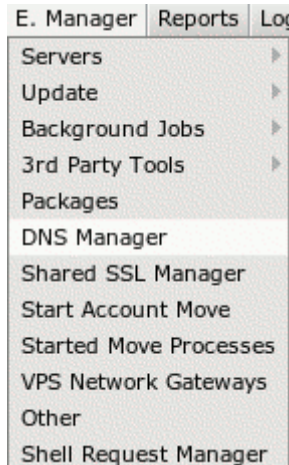 E. Manager Reports
Servers
Update
Background Jobs
3rd Party Tools
Packages
DNS Manager
Shared SSL Manager
Start Account Move
Started Move Processes
VPS Network Gateways
Other
Shell Request Manager